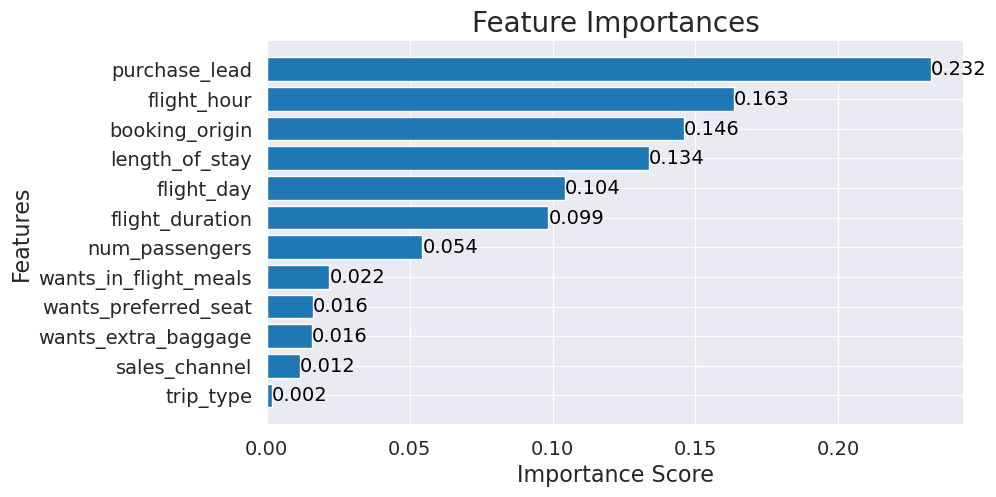 Feature Importances
Features
purchase_lead 0.232
flight_hour 0.163
booking_origin 0.146
length_of_stay 0.134
flight_day 0.104
flight_duration 0.099
num_passengers 0.054
wants_in_flight_meals 0.022
wants_preferred_seat 0.016
wants_extra_baggage 0.016
sales_channel 0.012
trip_type 0.002
0.00 0.05 0.10 0.15 0.20
Importance Score